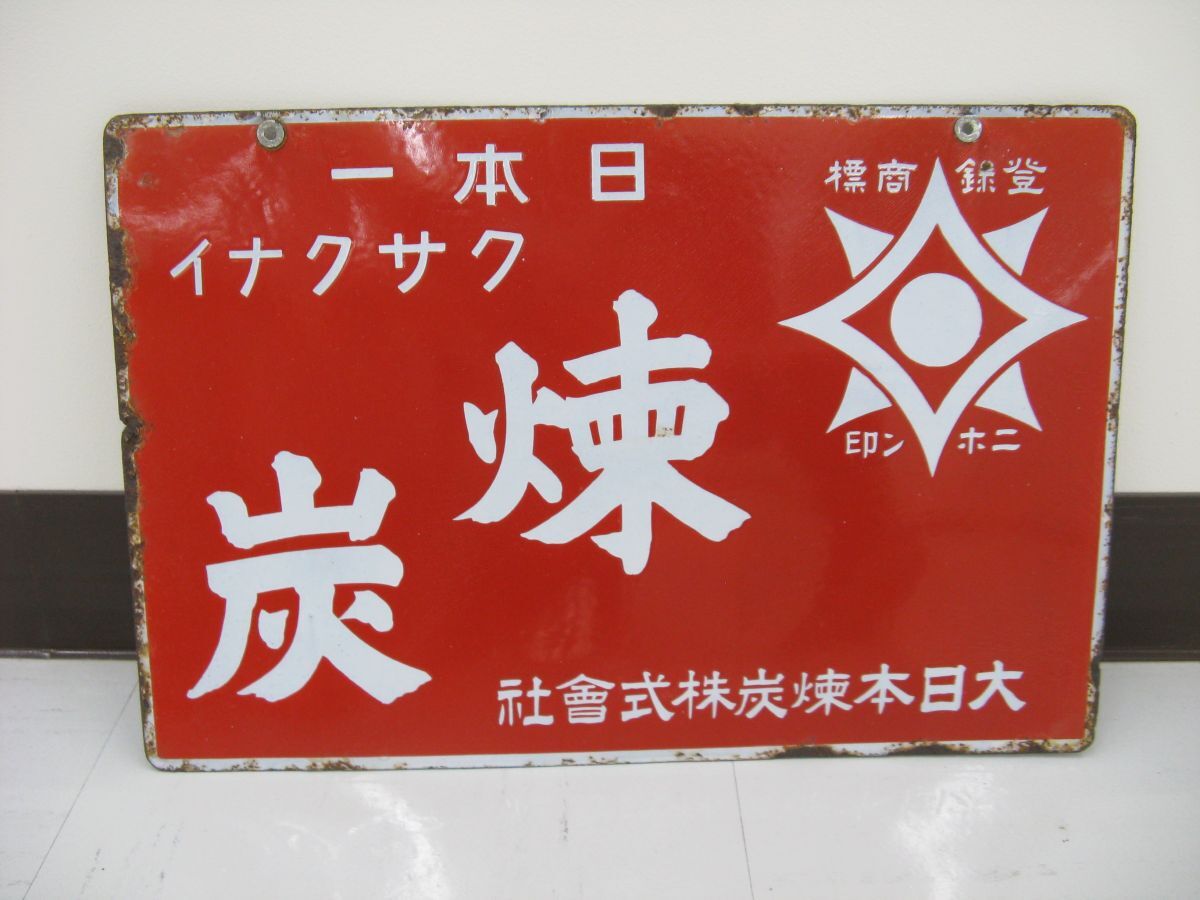 登録商標
ニホン印
日本一
クサクナイ
煉炭
大日本煉炭株式會社